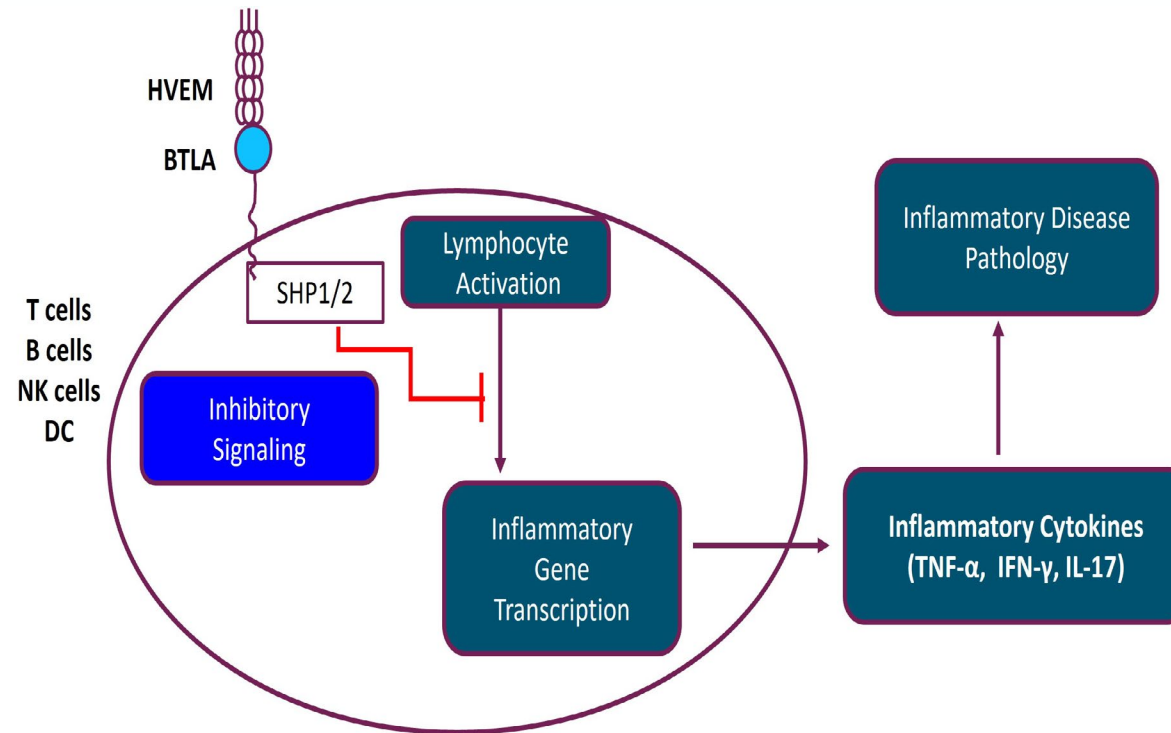 HVEM
BTLA
SHP1/2
Lymphocyte
Activation
T cells
B cells
NK cells
DC
Inhibitory
Signaling
Inflammatory
Gene
Transcription
Inflammatory Cytokines
(TNF-α, IFN-γ, IL-17)
Inflammatory Disease
Pathology